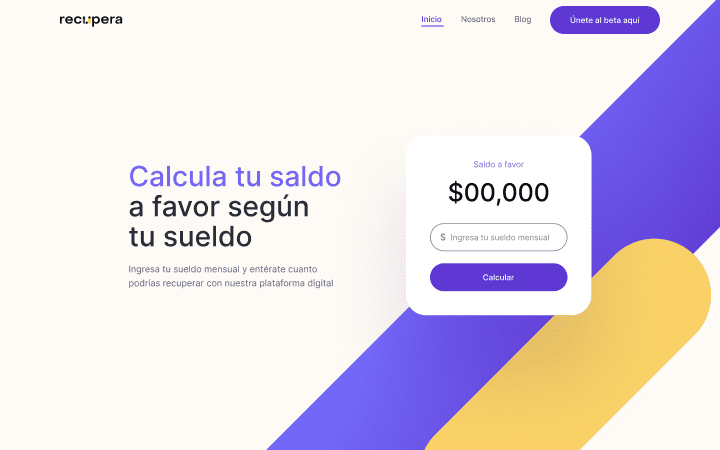 recupera
Inicio
Nosotros
Blog
Únete al beta aquí
Calcula tu saldo
a favor según
tu sueldo
Ingresa tu sueldo mensual y entérate cuanto
podrías recuperar con nuestra plataforma digital
Saldo a favor
$00,000
$ Ingresa tu sueldo mensual
Calcular